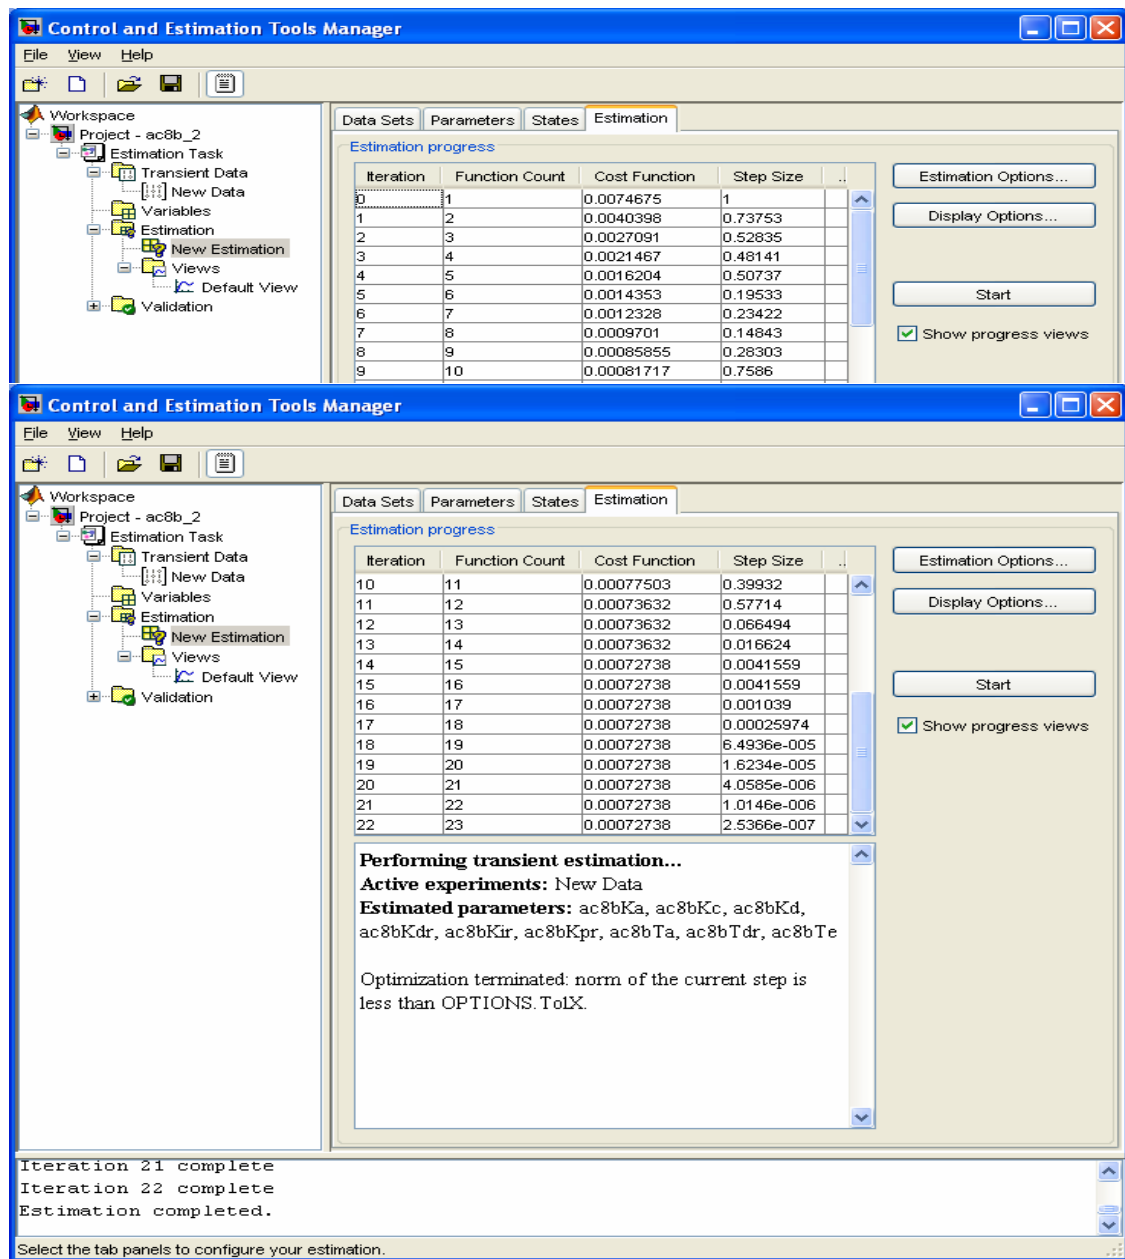 Control and Estimation Tools Manager
File View Help
Workspace
Project - ac8b_2
Estimation Task
Transient Data
New Data
Variables
Estimation
New Estimation
Views
Default View
Validation
Data Sets Parameters States Estimation
Estimation progress
Iteration Function Count Cost Function Step Size ..
0 1 0.0074675 1
1 2 0.0040398 0.73753
2 3 0.0027091 0.52835
3 4 0.0021467 0.48141
4 5 0.0016204 0.50737
5 6 0.0014353 0.19533
6 7 0.0012328 0.23422
7 8 0.0009701 0.14843
8 9 0.00085855 0.28303
9 10 0.00081717 0.7586
Estimation Options...
Display Options...
Start
Show progress views
Control and Estimation Tools Manager
File View Help
Workspace
Project - ac8b_2
Estimation Task
Transient Data
New Data
Variables
Estimation
New Estimation
Views
Default View
Validation
Data Sets Parameters States Estimation
Estimation progress
Iteration Function Count Cost Function Step Size ..
10 11 0.00077503 0.39932
11 12 0.00073632 0.57714
12 13 0.00073632 0.066494
13 14 0.00073632 0.016624
14 15 0.00072738 0.0041559
15 16 0.00072738 0.0041559
16 17 0.00072738 0.001039
17 18 0.00072738 0.00025974
18 19 0.00072738 6.4936e-005
19 20 0.00072738 1.6234e-005
20 21 0.00072738 4.0585e-006
21 22 0.00072738 1.0146e-006
22 23 0.00072738 2.5366e-007
Estimation Options...
Display Options...
Start
Show progress views
Performing transient estimation...
Active experiments: New Data
Estimated parameters: ac8bKa, ac8bKc, ac8bKd,
ac8bKdr, ac8bKir, ac8bKpr, ac8bTa, ac8bTdr, ac8bTe
Optimization terminated: norm of the current step is
less than OPTIONS.TolX.
Iteration 21 complete
Iteration 22 complete
Estimation completed.
Select the tab panels to configure your estimation.